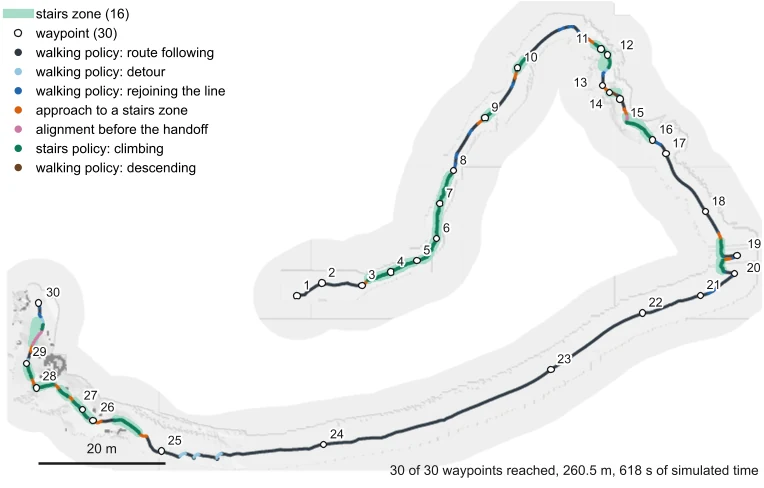 stairs zone (16)
waypoint (30)
walking policy: route following
walking policy: detour
walking policy: rejoining the line
approach to a stairs zone
alignment before the handoff
stairs policy: climbing
walking policy: descending
1
2
3
4
5
6
7
8
9
10
11
12
13
14
15
16
17
18
19
20
21
22
23
24
25
26
27
28
29
30
20 m
30 of 30 waypoints reached, 260.5 m, 618 s of simulated time